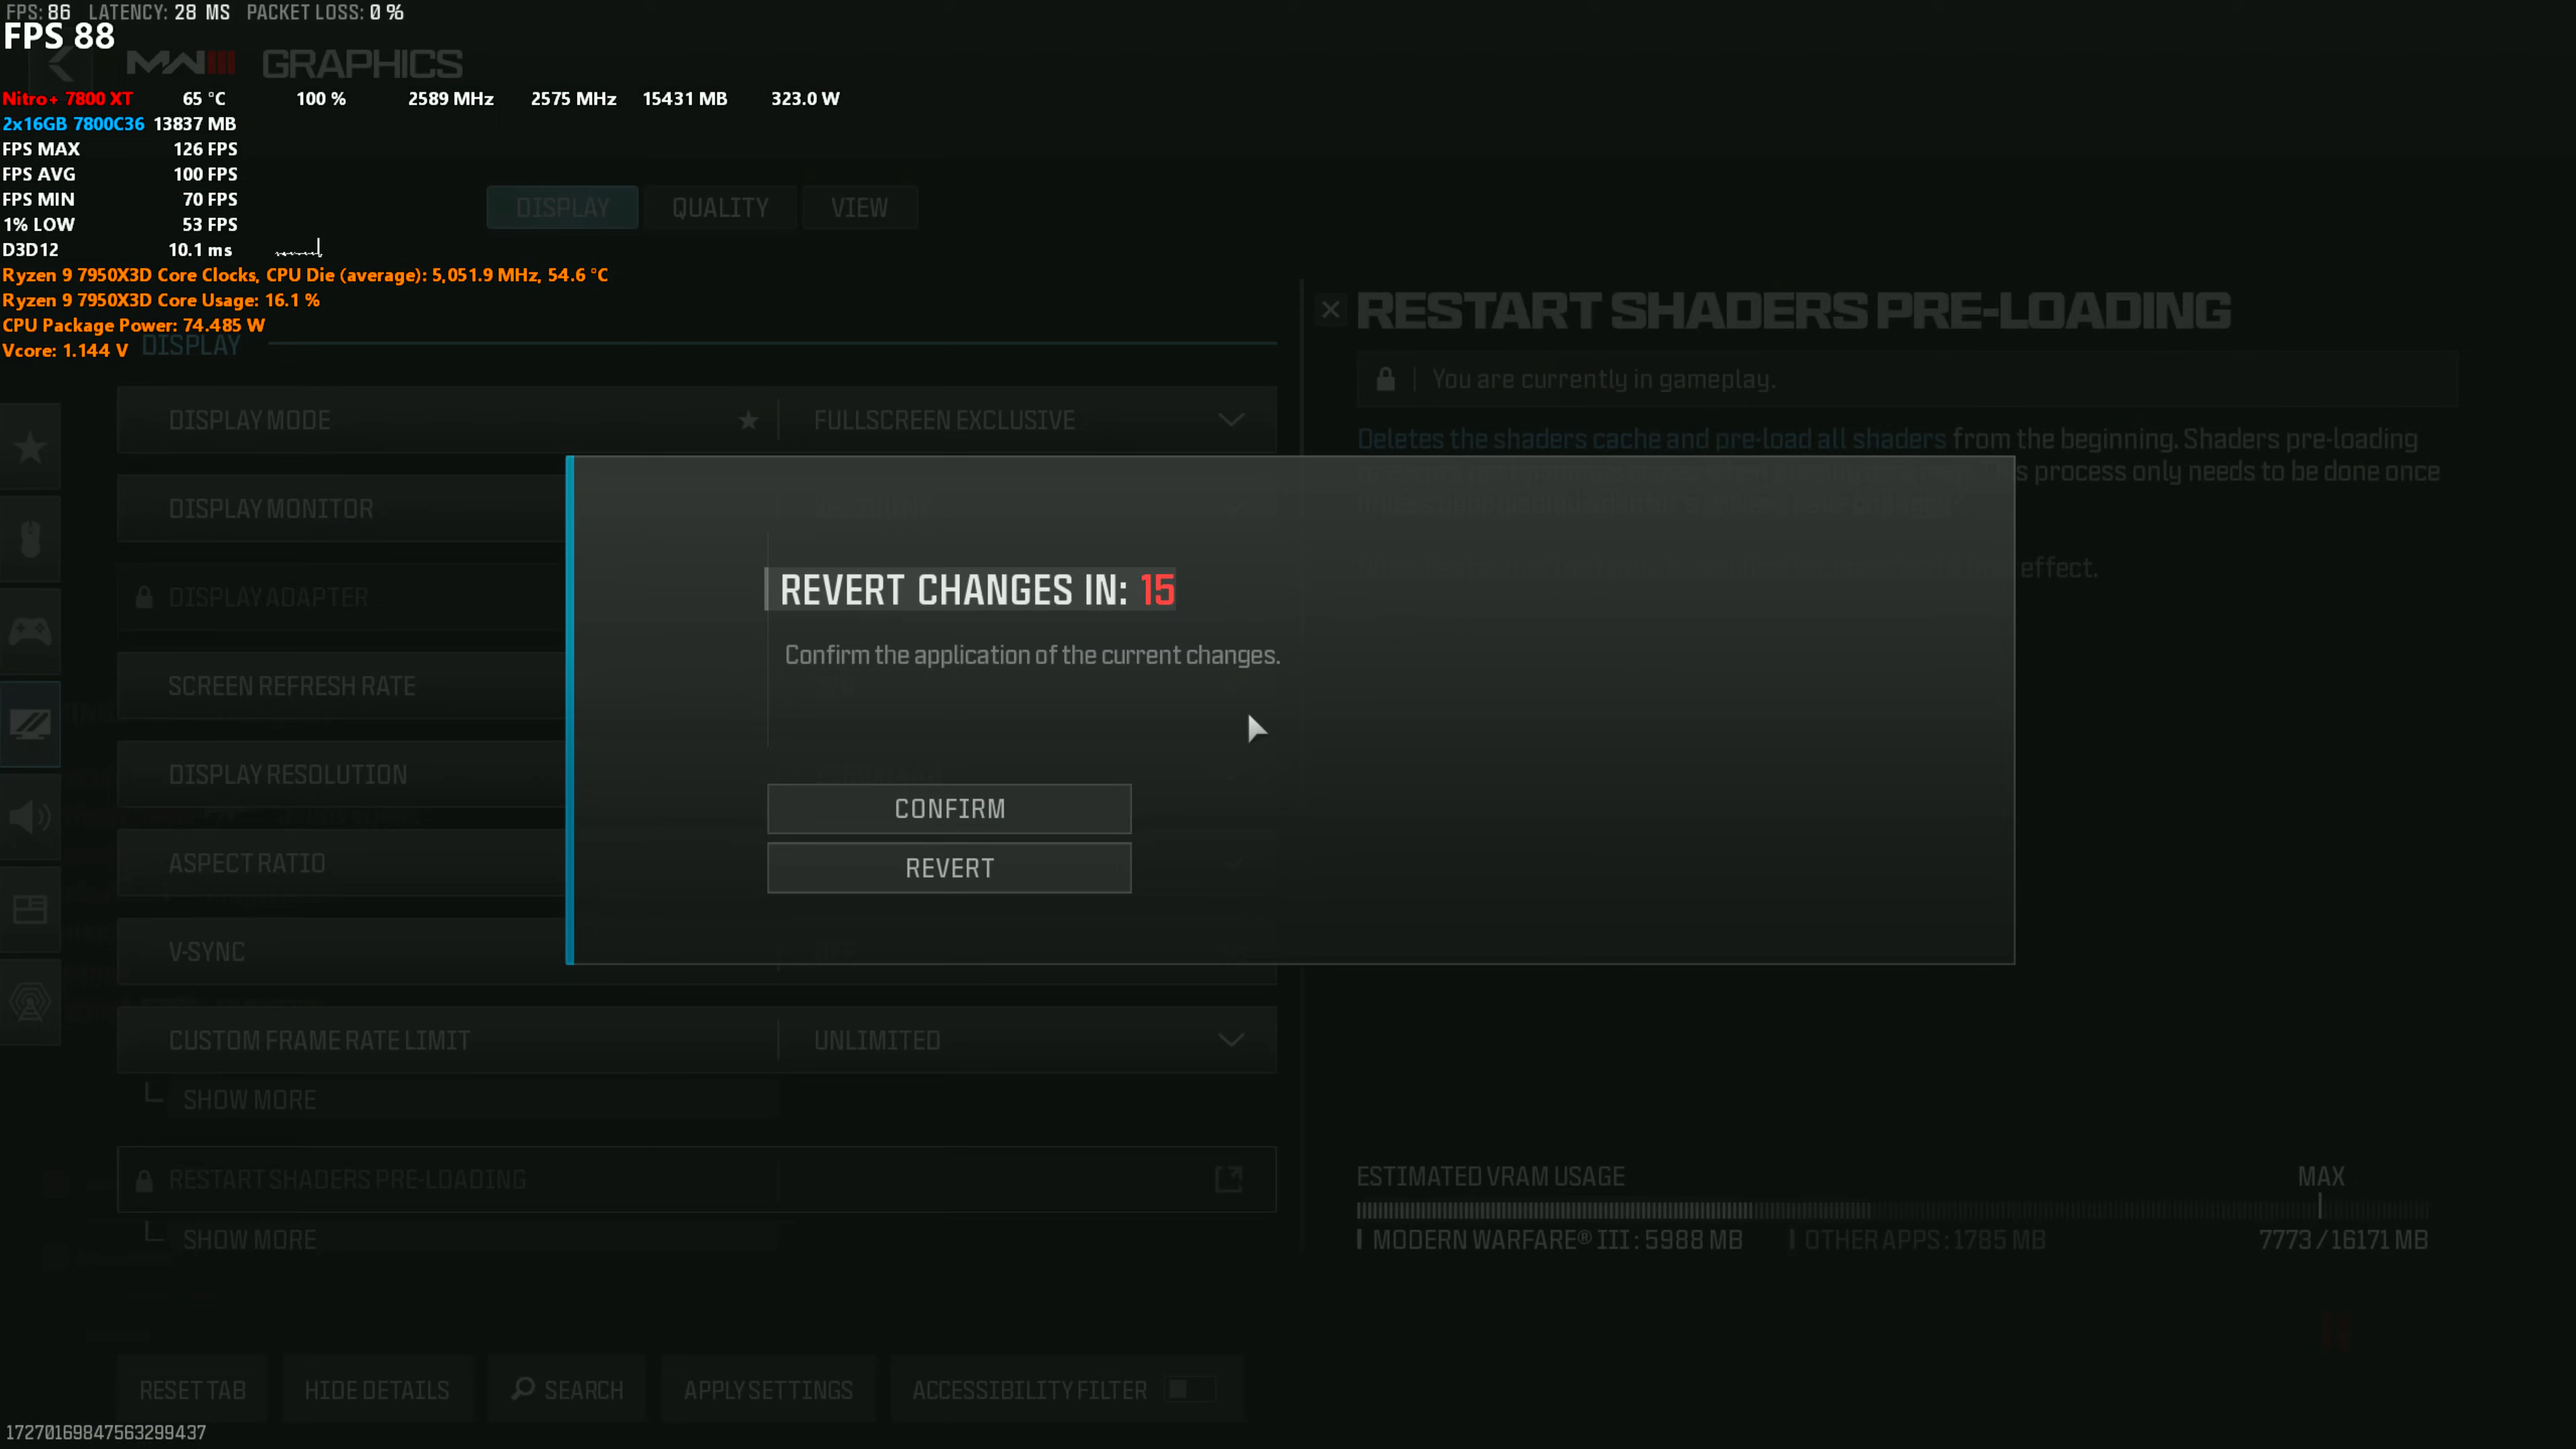 FPS: 86 LATENCY: 28 MS PACKET LOSS: 0 %
FPS 88
MWIII GRAPHICS
Nitro+ 7800 XT 65 °C 100 % 2589 MHz 2575 MHz 15431 MB 323.0 W
2x16GB 7800C36 13837 MB
FPS MAX 126 FPS
FPS AVG 100 FPS
FPS MIN 70 FPS
1% LOW 53 FPS
D3D12 10.1 ms
Ryzen 9 7950X3D Core Clocks, CPU Die (average): 5,051.9 MHz, 54.6 °C
Ryzen 9 7950X3D Core Usage: 16.1 %
CPU Package Power: 74.485 W
Vcore: 1.144 V
DISPLAY QUALITY VIEW
DISPLAY
DISPLAY MODE FULLSCREEN EXCLUSIVE
DISPLAY MONITOR
DISPLAY ADAPTER
SCREEN REFRESH RATE
DISPLAY RESOLUTION
ASPECT RATIO
V-SYNC
CUSTOM FRAME RATE LIMIT UNLIMITED
SHOW MORE
RESTART SHADERS PRE-LOADING
SHOW MORE
REVERT CHANGES IN: 15
Confirm the application of the current changes.
CONFIRM
REVERT
RESTART SHADERS PRE-LOADING
You are currently in gameplay.
Deletes the shaders cache and pre-load all shaders from the beginning. Shaders pre-loading
s process only needs to be done once
effect.
ESTIMATED VRAM USAGE MAX
MODERN WARFARE® III : 5988 MB OTHER APPS : 1785 MB 7773 / 16171 MB
RESET TAB HIDE DETAILS SEARCH APPLY SETTINGS ACCESSIBILITY FILTER
17270169847563299437